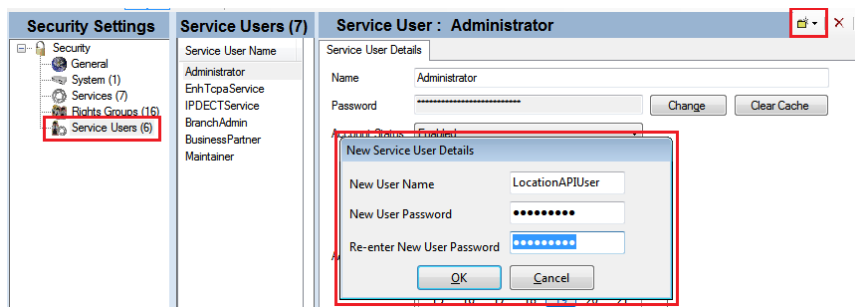 Security Settings
Security
General
System (1)
Services (7)
Rights Groups (16)
Service Users (6)
Service Users (7)
Service User Name
Administrator
EnhTcpaService
IPDECTService
BranchAdmin
BusinessPartner
Maintainer
Service User : Administrator
Service User Details
Name Administrator
Password ************************** Change Clear Cache
Account Status Enabled
New Service User Details
New User Name LocationAPIUser
New User Password •••••••••
Re-enter New User Password •••••••••
OK Cancel